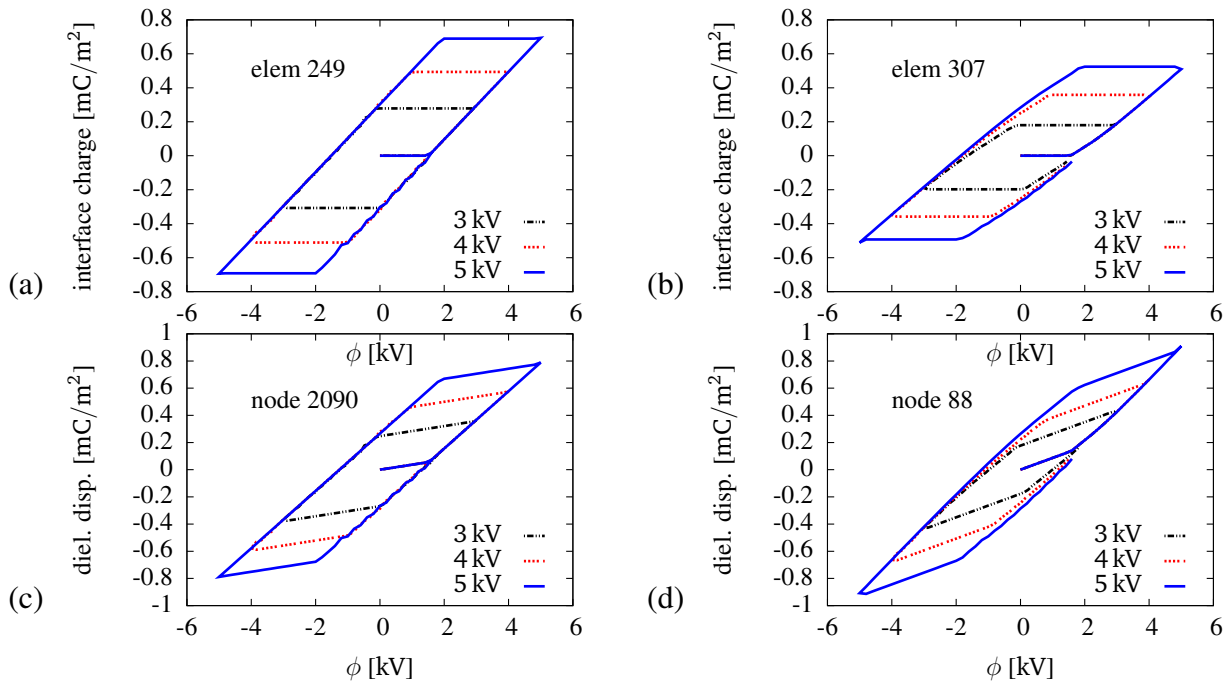 (a)
interface charge [mC/m²]
0.8
0.6
0.4
0.2
0
-0.2
-0.4
-0.6
-0.8
elem 249
3 kV
4 kV
5 kV
-6 -4 -2 0 2 4 6
ϕ [kV]
(b)
interface charge [mC/m²]
0.8
0.6
0.4
0.2
0
-0.2
-0.4
-0.6
-0.8
elem 307
3 kV
4 kV
5 kV
-6 -4 -2 0 2 4 6
ϕ [kV]
(c)
diel. disp. [mC/m²]
1
0.8
0.6
0.4
0.2
0
-0.2
-0.4
-0.6
-0.8
-1
node 2090
3 kV
4 kV
5 kV
-6 -4 -2 0 2 4 6
ϕ [kV]
(d)
diel. disp. [mC/m²]
1
0.8
0.6
0.4
0.2
0
-0.2
-0.4
-0.6
-0.8
-1
node 88
3 kV
4 kV
5 kV
-6 -4 -2 0 2 4 6
ϕ [kV]